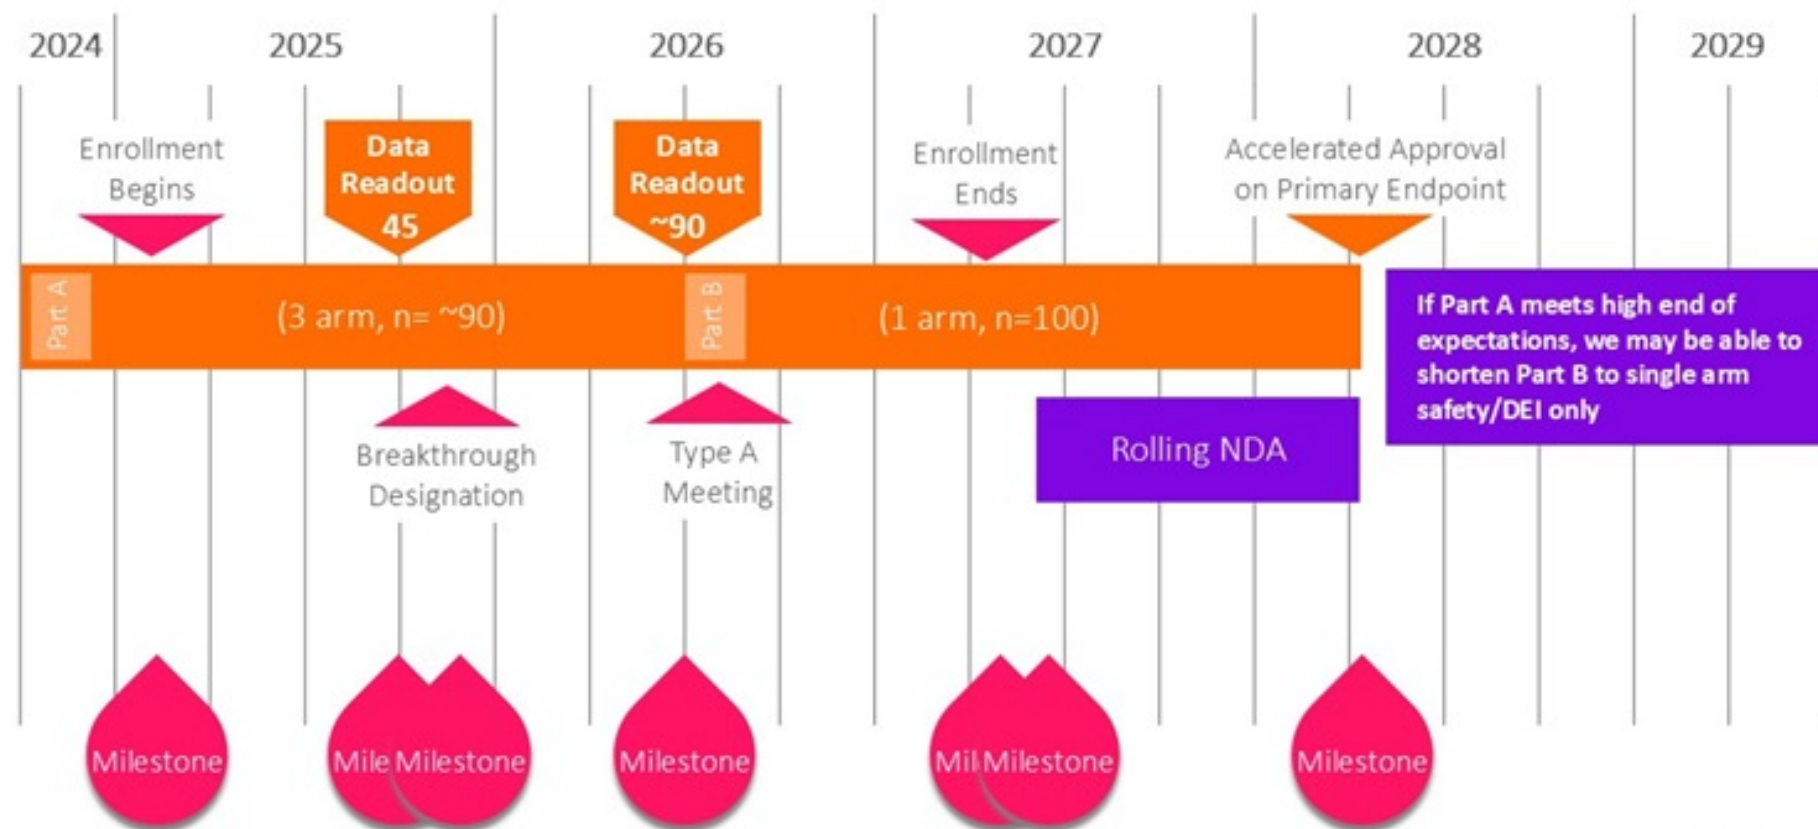 2024
2025
2026
2027
2028
2029
Enrollment
Begins
Data
Readout
45
Data
Readout
~90
Enrollment
Ends
Accelerated Approval
on Primary Endpoint
Part A
(3 arm, n= ~90)
Part B
(1 arm, n=100)
If Part A meets high end of
expectations, we may be able to
shorten Part B to single arm
safety/DEI only
Breakthrough
Designation
Type A
Meeting
Rolling NDA
Milestone
Mile
Milestone
Milestone
Mil
Milestone
Milestone